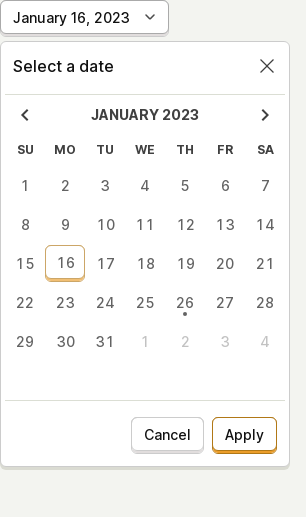 January 16, 2023
Select a date
JANUARY 2023
SU MO TU WE TH FR SA
1 2 3 4 5 6 7
8 9 10 11 12 13 14
15 16 17 18 19 20 21
22 23 24 25 26 27 28
29 30 31 1 2 3 4
Cancel Apply